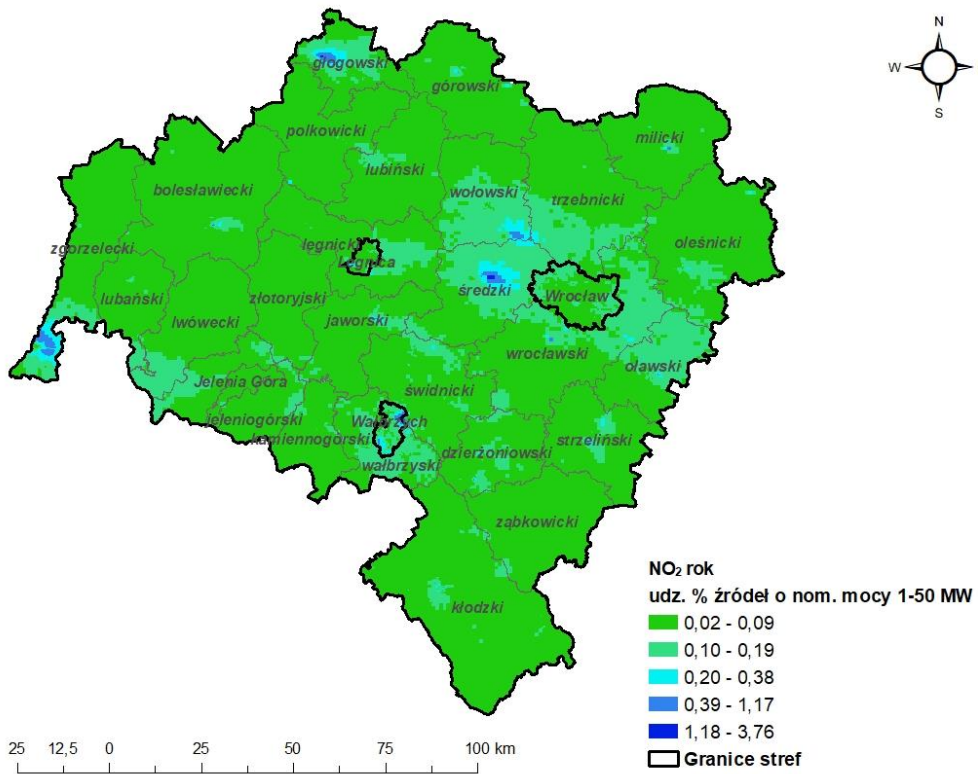 N
W
E
S
głogowski
górowski
milicki
polkowicki
lubiński
bolesławiecki
wołowski
trzebnicki
oleśnicki
zgorzelecki
legnicki
Legnica
lubański
złotoryjski
średzki
Wrocław
lwówecki
jaworski
wrocławski
oławski
Jelenia Góra
świdnicki
jeleniogórski
Wałbrzych
kamiennogórski
strzeliński
dzierżoniowski
wałbrzyski
ząbkowicki
kłodzki
NO₂ rok
udz. % źródeł o nom. mocy 1-50 MW
0,02 - 0,09
0,10 - 0,19
0,20 - 0,38
0,39 - 1,17
1,18 - 3,76
Granice stref
25 12,5 0 25 50 75 100 km